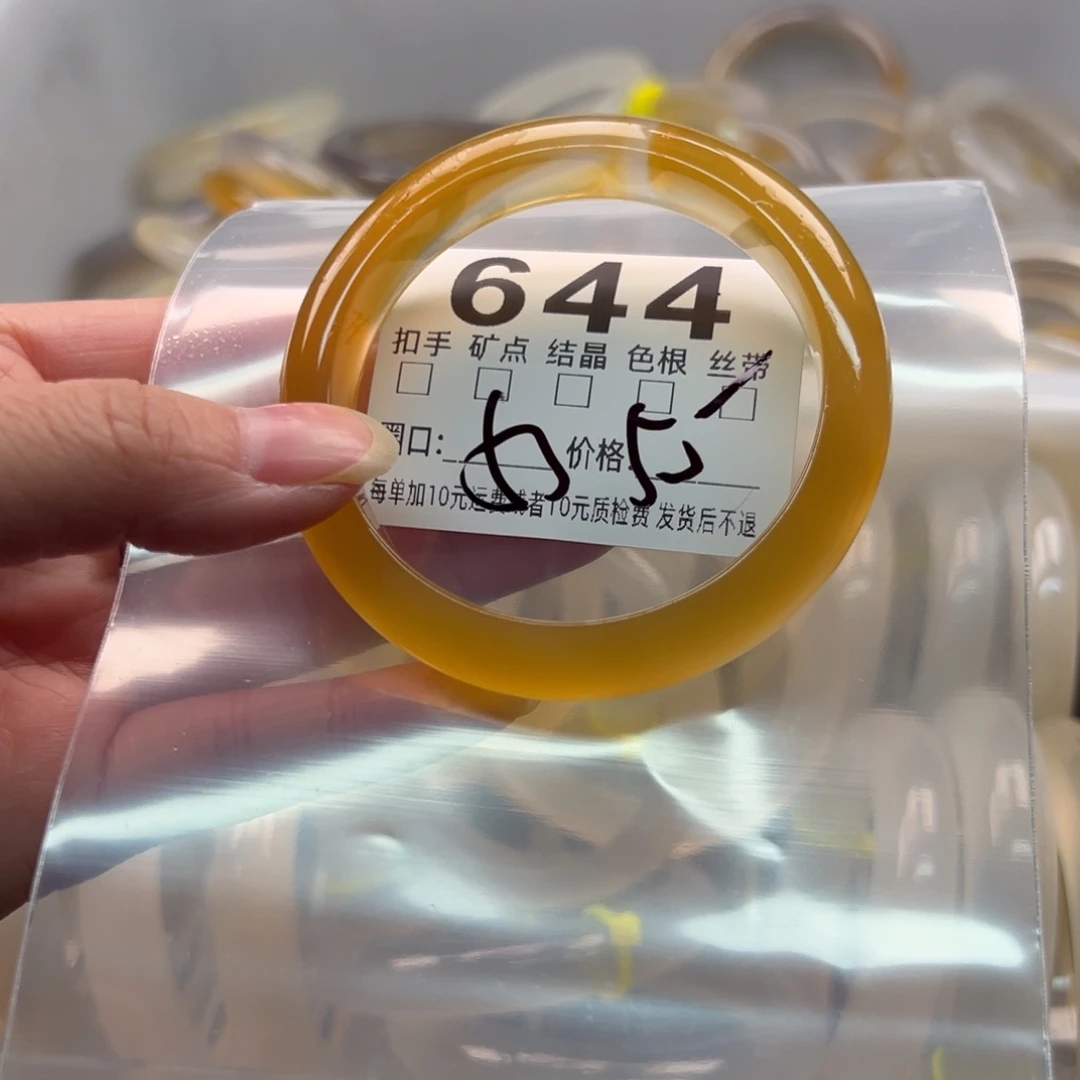 644
扣手 矿点 结晶 色根 丝带
圈口: 价格:
每单加10元运费或者10元质检费 发货后不退